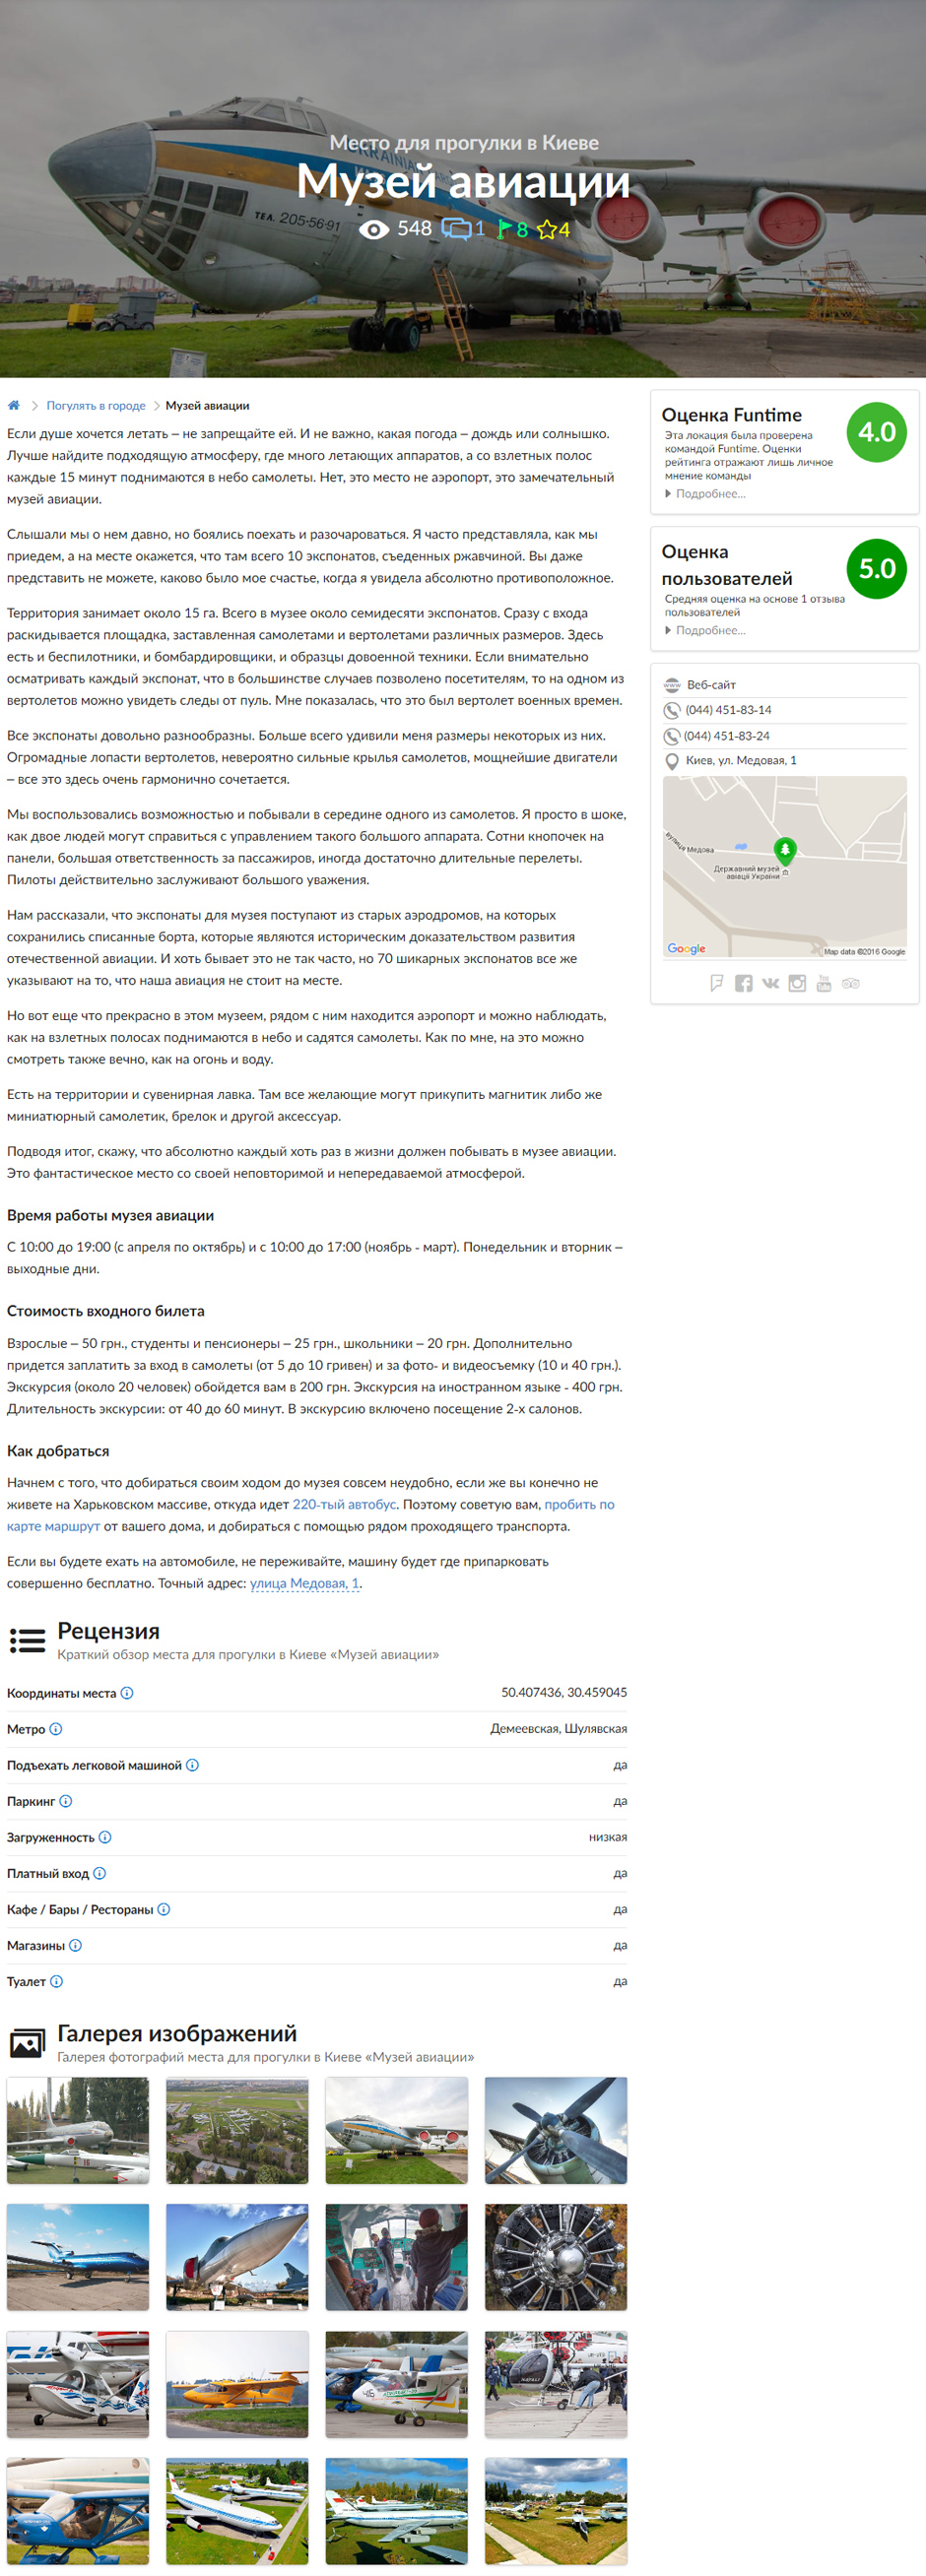 Место для прогулки в Киеве
UKRAINIAN
Музей авиации
ТЕЛ. 205-56-91
548 1 8 4
Погулять в городе > Музей авиации
Если душе хочется летать – не запрещайте ей. И не важно, какая погода – дождь или солнышко.
Лучше найдите подходящую атмосферу, где много летающих аппаратов, а со взлетных полос
каждые 15 минут поднимаются в небо самолеты. Нет, это место не аэропорт, это замечательный
музей авиации.
Слышали мы о нем давно, но боялись поехать и разочароваться. Я часто представляла, как мы
приедем, а на месте окажется, что там всего 10 экспонатов, съеденных ржавчиной. Вы даже
представить не можете, каково было мое счастье, когда я увидела абсолютно противоположное.
Территория занимает около 15 га. Всего в музее около семидесяти экспонатов. Сразу с входа
раскидывается площадка, заставленная самолетами и вертолетами различных размеров. Здесь
есть и беспилотники, и бомбардировщики, и образцы довоенной техники. Если внимательно
осматривать каждый экспонат, что в большинстве случаев позволено посетителям, то на одном из
вертолетов можно увидеть следы от пуль. Мне показалась, что это был вертолет военных времен.
Все экспонаты довольно разнообразны. Больше всего удивили меня размеры некоторых из них.
Огромадные лопасти вертолетов, невероятно сильные крылья самолетов, мощнейшие двигатели
– все это здесь очень гармонично сочетается.
Мы воспользовались возможностью и побывали в середине одного из самолетов. Я просто в шоке,
как двое людей могут справиться с управлением такого большого аппарата. Сотни кнопочек на
панели, большая ответственность за пассажиров, иногда достаточно длительные перелеты.
Пилоты действительно заслуживают большого уважения.
Нам рассказали, что экспонаты для музея поступают из старых аэродромов, на которых
сохранились списанные борта, которые являются историческим доказательством развития
отечественной авиации. И хоть бывает это не так часто, но 70 шикарных экспонатов все же
указывают на то, что наша авиация не стоит на месте.
Но вот еще что прекрасно в этом музеем, рядом с ним находится аэропорт и можно наблюдать,
как на взлетных полосах поднимаются в небо и садятся самолеты. Как по мне, на это можно
смотреть также вечно, как на огонь и воду.
Есть на территории и сувенирная лавка. Там все желающие могут прикупить магнитик либо же
миниатюрный самолетик, брелок и другой аксессуар.
Подводя итог, скажу, что абсолютно каждый хоть раз в жизни должен побывать в музее авиации.
Это фантастическое место со своей неповторимой и непередаваемой атмосферой.
Время работы музея авиации
С 10:00 до 19:00 (с апреля по октябрь) и с 10:00 до 17:00 (ноябрь - март). Понедельник и вторник –
выходные дни.
Стоимость входного билета
Взрослые – 50 грн., студенты и пенсионеры – 25 грн., школьники – 20 грн. Дополнительно
придется заплатить за вход в самолеты (от 5 до 10 гривен) и за фото- и видеосъемку (10 и 40 грн.).
Экскурсия (около 20 человек) обойдется вам в 200 грн. Экскурсия на иностранном языке - 400 грн.
Длительность экскурсии: от 40 до 60 минут. В экскурсию включено посещение 2-х салонов.
Как добраться
Начнем с того, что добираться своим ходом до музея совсем неудобно, если же вы конечно не
живете на Харьковском массиве, откуда идет 220-тый автобус. Поэтому советую вам, пробить по
карте маршрут от вашего дома, и добираться с помощью рядом проходящего транспорта.
Если вы будете ехать на автомобиле, не переживайте, машину будет где припарковать
совершенно бесплатно. Точный адрес: улица Медовая, 1.
Рецензия
Краткий обзор места для прогулки в Киеве «Музей авиации»
Координаты места 50.407436, 30.459045
Метро Демеевская, Шулявская
Подъехать легковой машиной да
Паркинг да
Загруженность низкая
Платный вход да
Кафе / Бары / Рестораны да
Магазины да
Туалет да
Галерея изображений
Галерея фотографий места для прогулки в Киеве «Музей авиации»
Оценка Funtime
4.0
Эта локация была проверена
командой Funtime. Оценки
рейтинга отражают лишь личное
мнение команды
Подробнее...
Оценка
пользователей
5.0
Средняя оценка на основе 1 отзыва
пользователей
Подробнее...
Веб-сайт
(044) 451-83-14
(044) 451-83-24
Киев, ул. Медовая, 1
вулиця Медова
Державний музей
авіації України
Google
Map data ©2016 Google